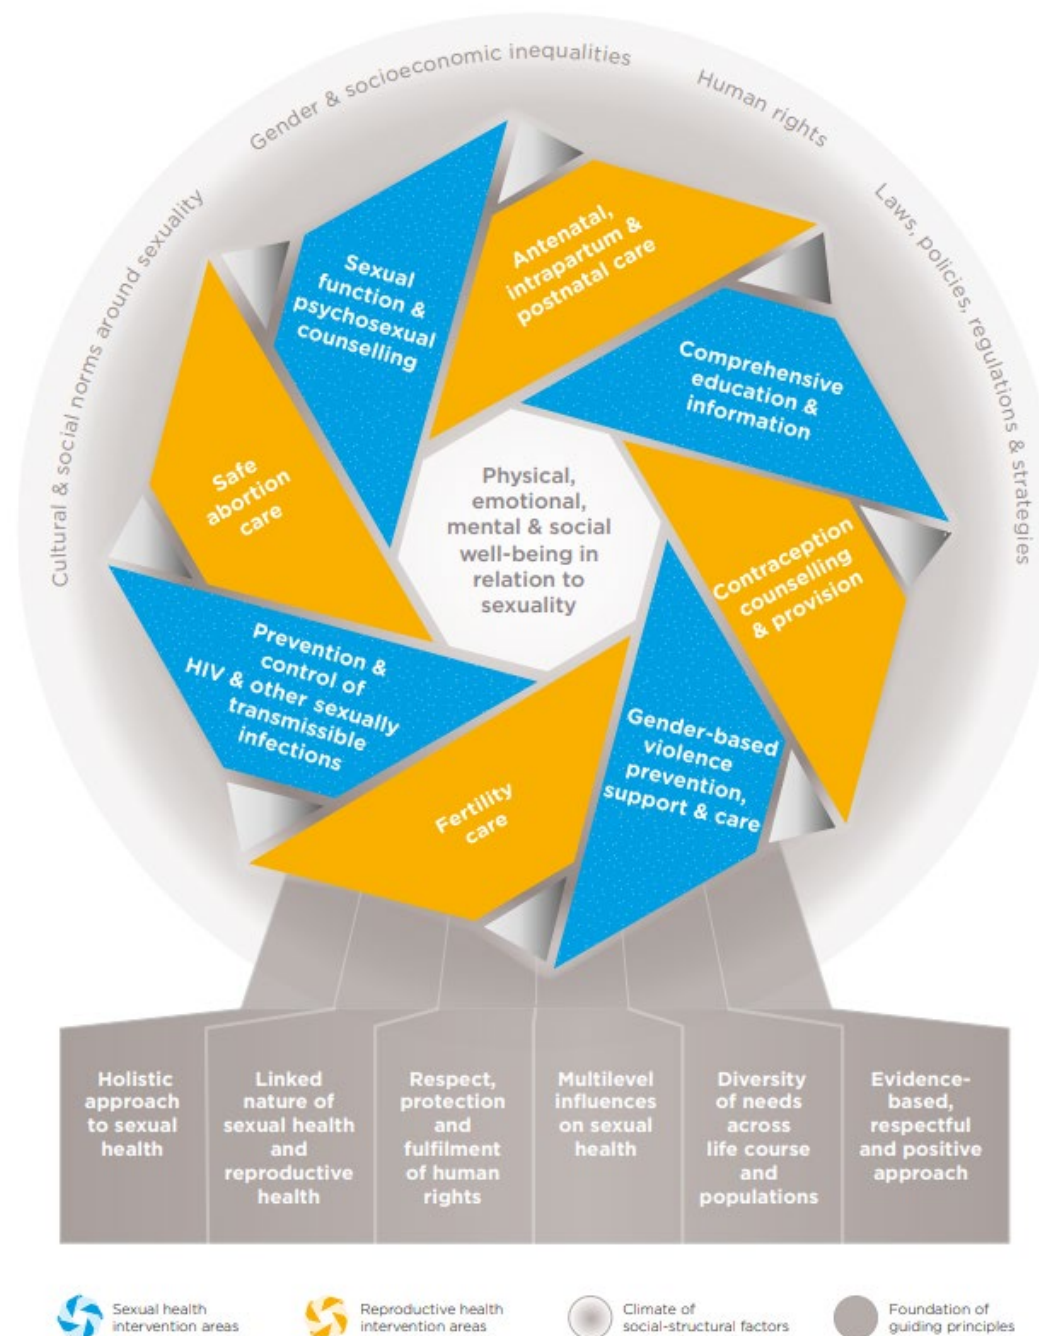 Gender & socioeconomic inequalities
Human rights
Cultural & social norms around sexuality
Laws, policies, regulations & strategies
Antenatal,
intrapartum &
postnatal care
Sexual
function &
psychosexual
counselling
Comprehensive
education &
information
Safe
abortion
care
Physical,
emotional,
mental & social
well-being in
relation to
sexuality
Contraception
counselling
& provision
Prevention &
control of
HIV & other sexually
transmissible
infections
Gender-based
violence
prevention,
support & care
Fertility
care
Holistic
approach
to sexual
health
Linked
nature of
sexual health
and
reproductive
health
Respect,
protection
and
fulfilment
of human
rights
Multilevel
influences
on sexual
health
Diversity
of needs
across
life course
and
populations
Evidence-
based,
respectful
and positive
approach
Sexual health
intervention areas
Reproductive health
intervention areas
Climate of
social-structural factors
Foundation of
guiding principles